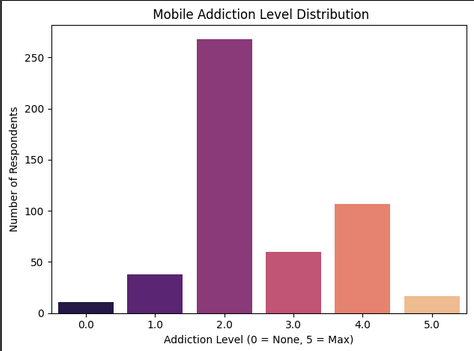 Mobile Addiction Level Distribution
250
200
150
100
50
0
Number of Respondents
0.0 1.0 2.0 3.0 4.0 5.0
Addiction Level (0 = None, 5 = Max)